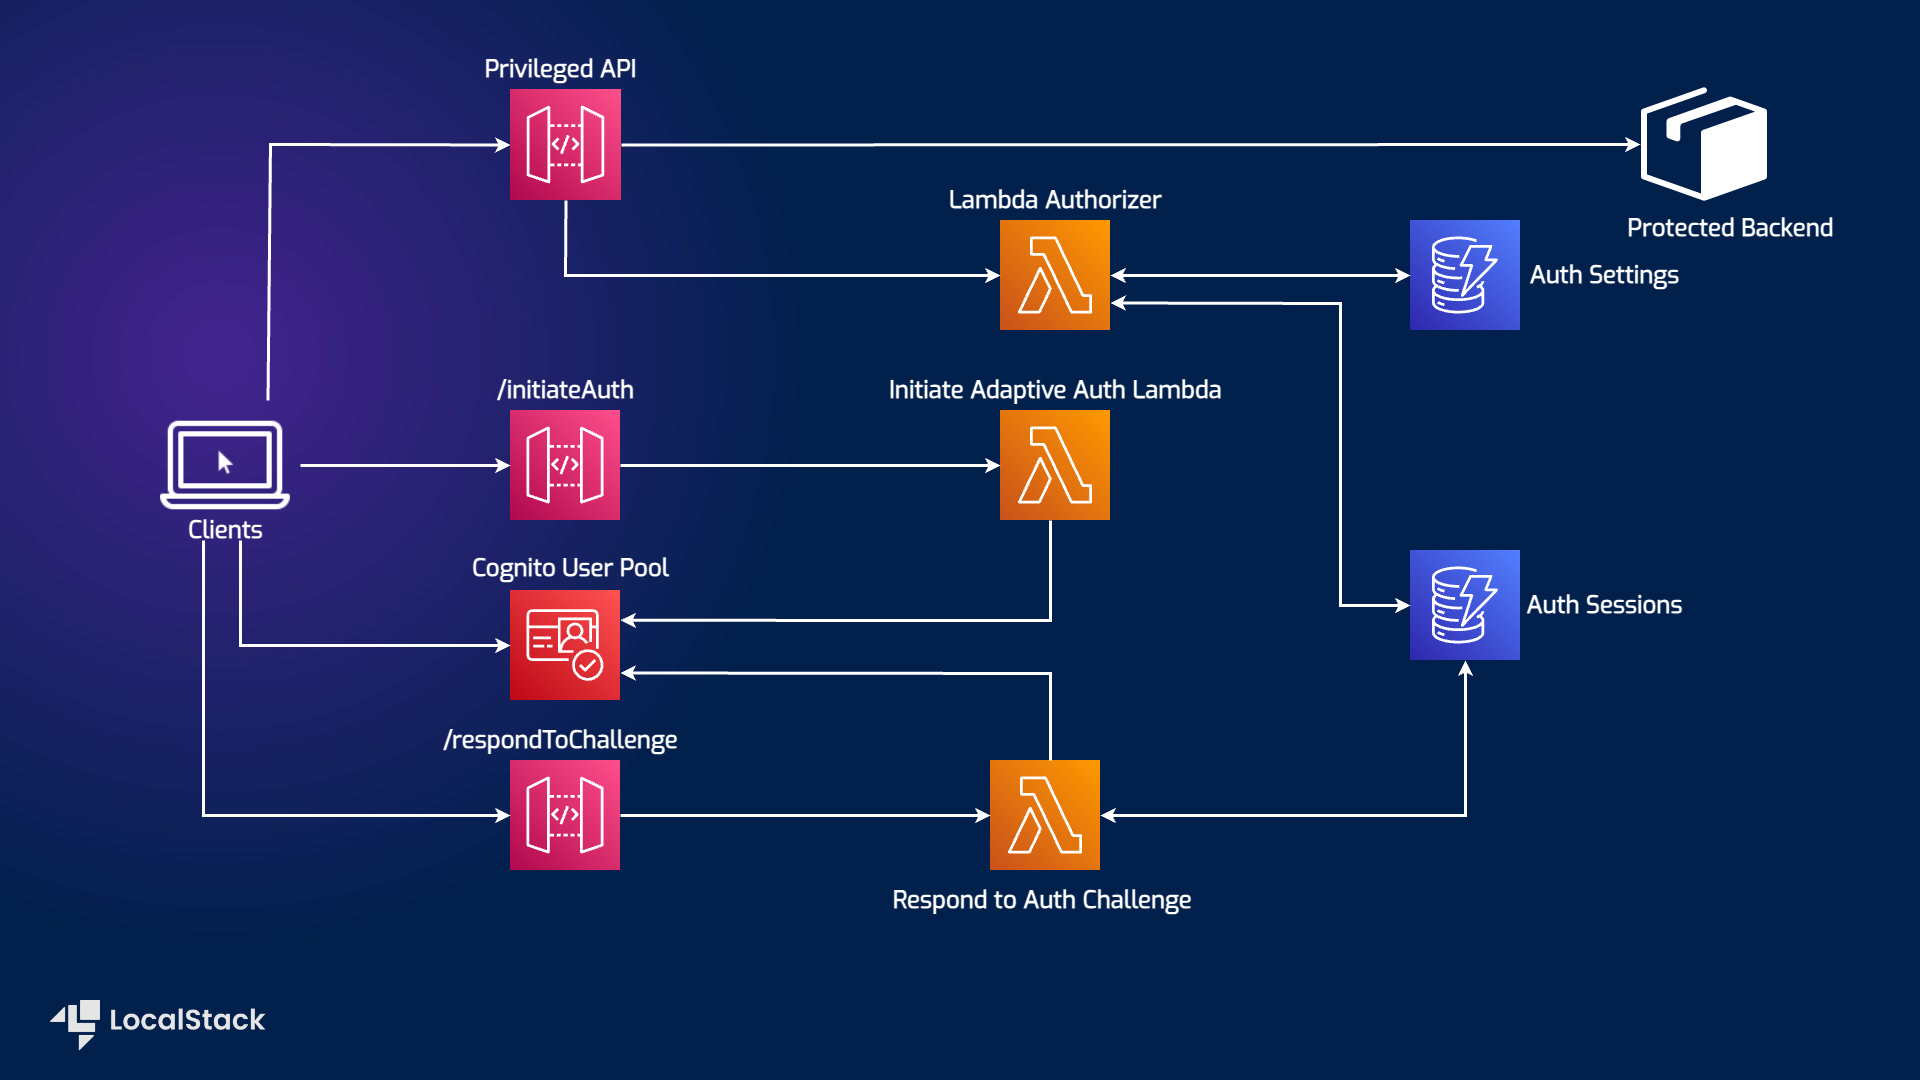 Privileged API
</>
Lambda Authorizer
Protected Backend
Auth Settings
/initiateAuth
</>
Initiate Adaptive Auth Lambda
Clients
Cognito User Pool
Auth Sessions
/respondToChallenge
</>
Respond to Auth Challenge
LocalStack